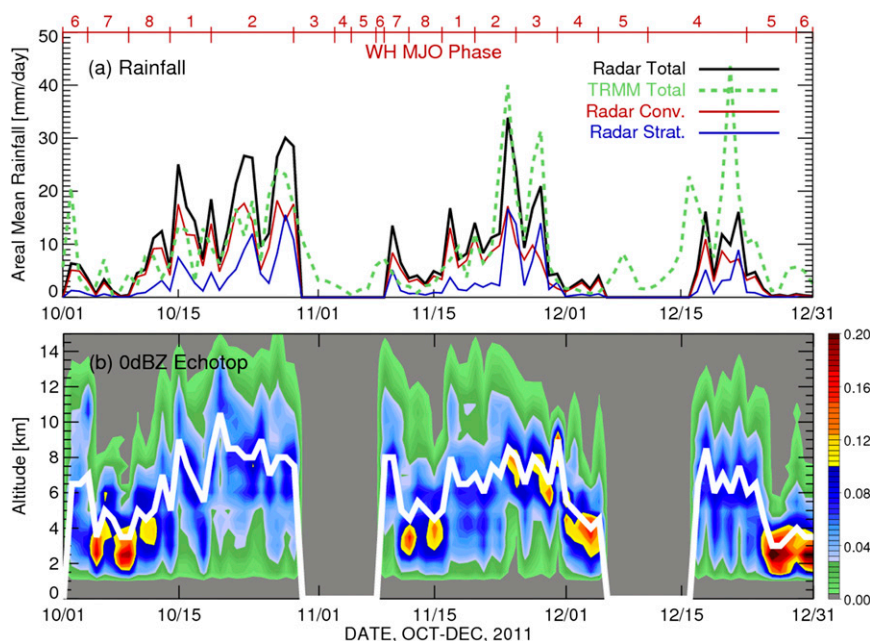 6 7 8 1 2 3 4 5 6 7 8 1 2 3 4 5 4 5 6
WH MJO Phase
(a) Rainfall
Radar Total
TRMM Total
Radar Conv.
Radar Strat.
Areal Mean Rainfall [mm/day]
50
40
30
20
10
0
10/01 10/15 11/01 11/15 12/01 12/15 12/31
(b) 0dBZ Echotop
Altitude [km]
14
12
10
8
6
4
2
0
10/01 10/15 11/01 11/15 12/01 12/15 12/31
DATE, OCT-DEC, 2011
0.20
0.16
0.12
0.08
0.04
0.00